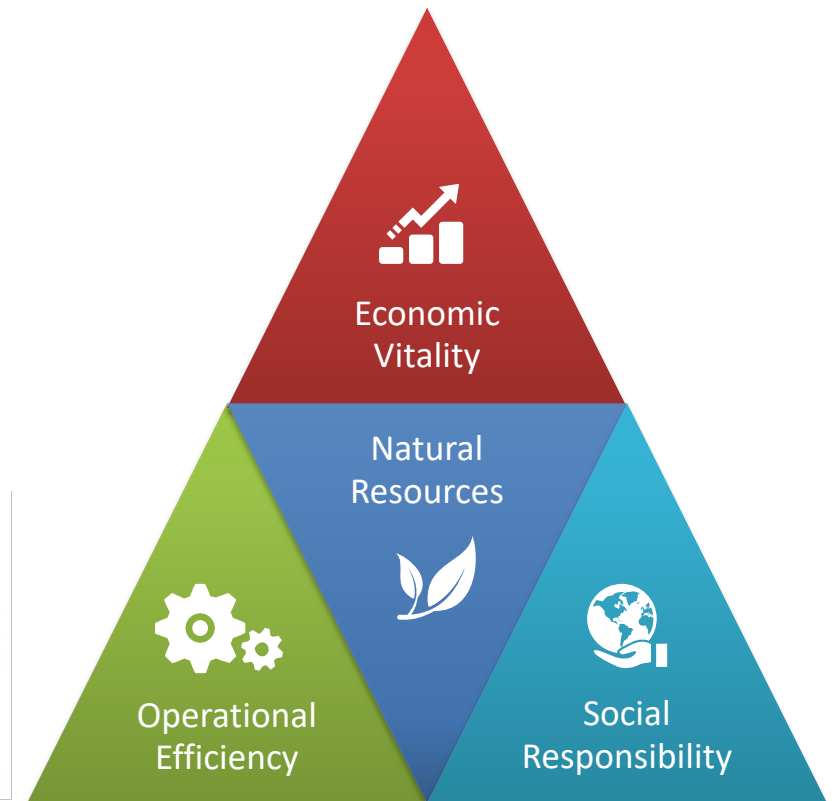 Economic
Vitality
Natural
Resources
Operational
Efficiency
Social
Responsibility